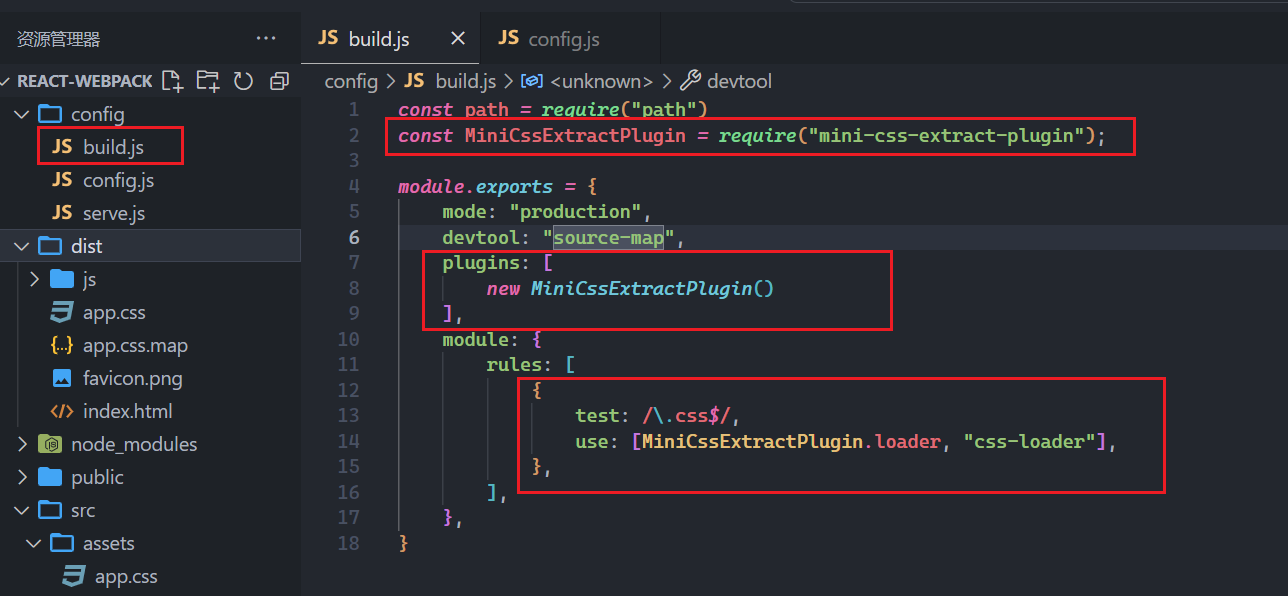 资源管理器 ···
REACT-WEBPACK
config
JS build.js
JS config.js
JS serve.js
dist
js
app.css
{..} app.css.map
favicon.png
</> index.html
node_modules
public
src
assets
app.css
JS build.js JS config.js
config > JS build.js > <unknown> > devtool
1 const path = require("path")
2 const MiniCssExtractPlugin = require("mini-css-extract-plugin");
3
4 module.exports = {
5 mode: "production",
6 devtool: "source-map",
7 plugins: [
8 new MiniCssExtractPlugin()
9 ],
10 module: {
11 rules: [
12 {
13 test: /\.css$/,
14 use: [MiniCssExtractPlugin.loader, "css-loader"],
15 },
16 ],
17 },
18 }